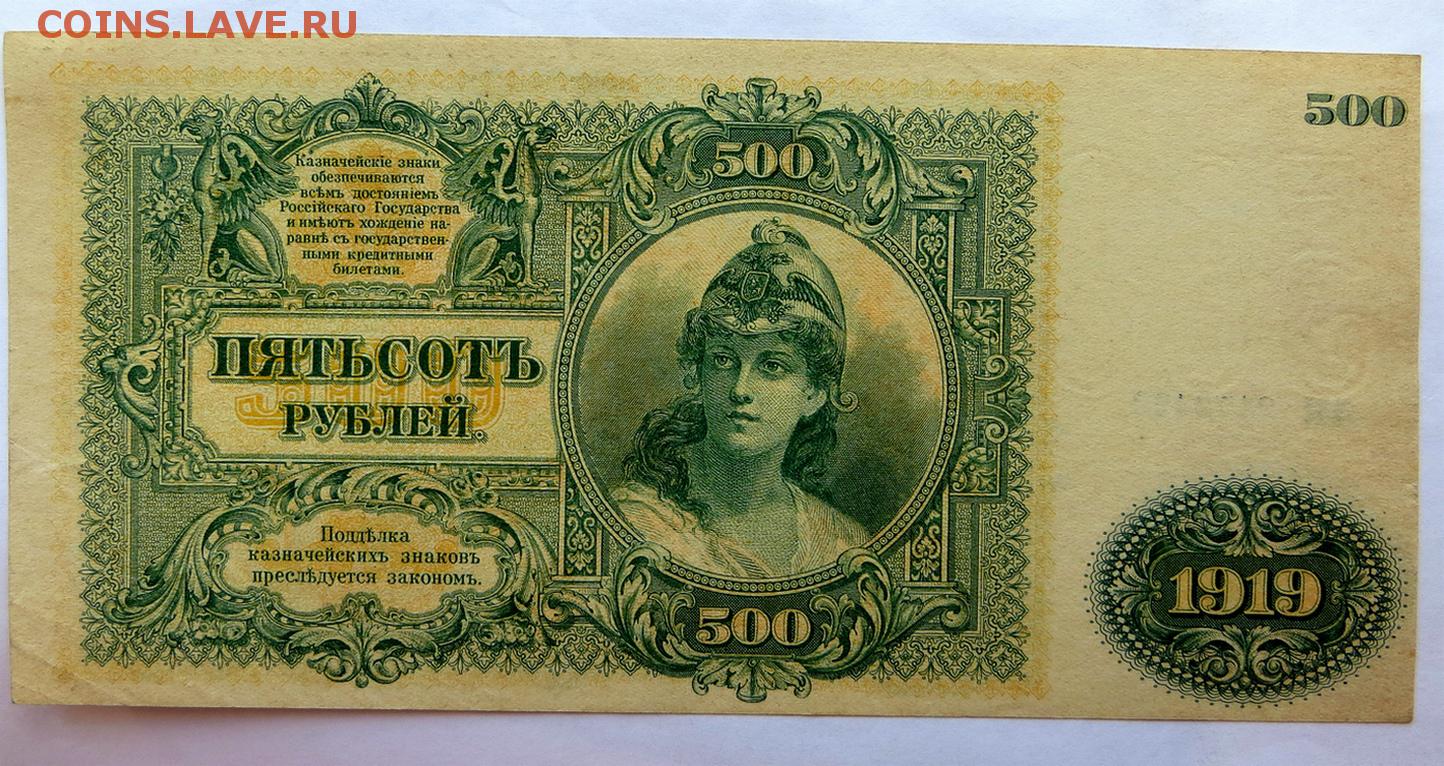 COINS.LAVE.RU
500
500
Казначейскіе знаки
обезпечиваются
всѣмъ достояніемъ
Россійскаго Государства
и имѣютъ хожденіе на-
равнѣ съ государствен-
ными кредитными
билетами.
ПЯТЬСОТЪ
РУБЛЕЙ.
500
Поддѣлка
казначейскихъ знаковъ
преслѣдуется закономъ.
500
1919